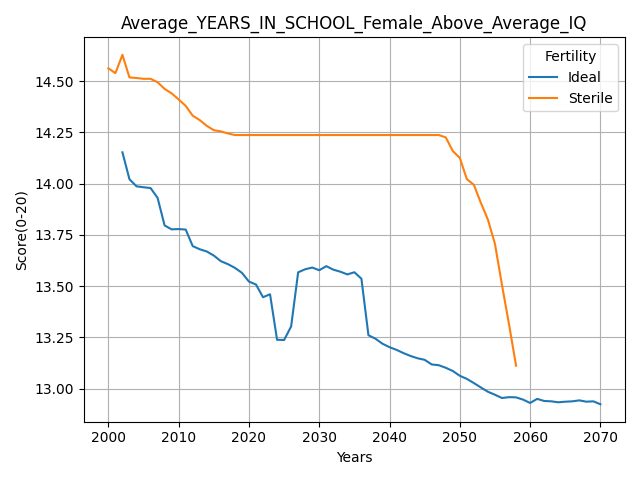 Average_YEARS_IN_SCHOOL_Female_Above_Average_IQ
Fertility
Ideal
Sterile
Score(0-20)
14.50
14.25
14.00
13.75
13.50
13.25
13.00
2000 2010 2020 2030 2040 2050 2060 2070
Years